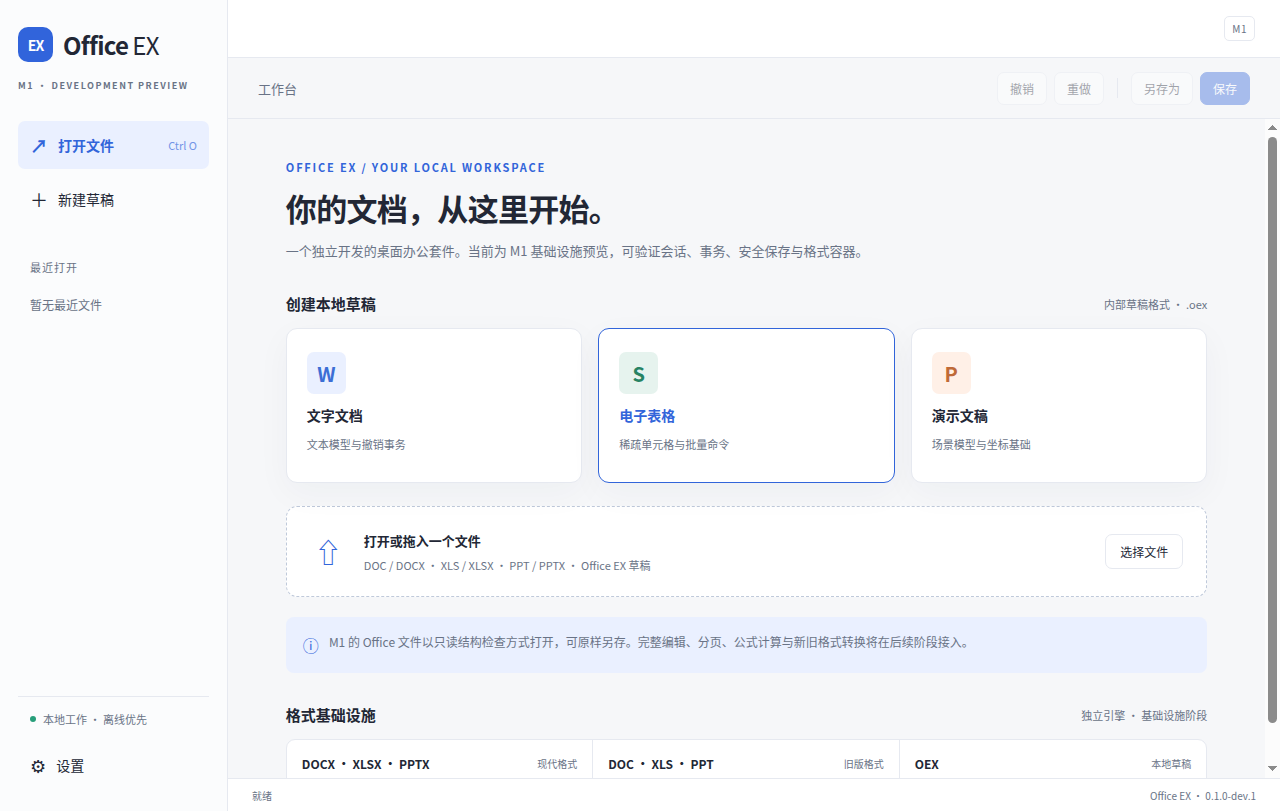 EX Office EX
M1 · DEVELOPMENT PREVIEW
打开文件 Ctrl O
新建草稿
最近打开
暂无最近文件
本地工作 · 离线优先
设置
M1
工作台 撤销 重做 另存为 保存
OFFICE EX / YOUR LOCAL WORKSPACE
你的文档，从这里开始。
一个独立开发的桌面办公套件。当前为 M1 基础设施预览，可验证会话、事务、安全保存与格式容器。
创建本地草稿 内部草稿格式 · .oex
W
文字文档
文本模型与撤销事务
S
电子表格
稀疏单元格与批量命令
P
演示文稿
场景模型与坐标基础
打开或拖入一个文件
DOC / DOCX · XLS / XLSX · PPT / PPTX · Office EX 草稿
选择文件
M1 的 Office 文件以只读结构检查方式打开，可原样另存。完整编辑、分页、公式计算与新旧格式转换将在后续阶段接入。
格式基础设施 独立引擎 · 基础设施阶段
DOCX · XLSX · PPTX 现代格式
DOC · XLS · PPT 旧版格式
OEX 本地草稿
就绪 Office EX · 0.1.0-dev.1